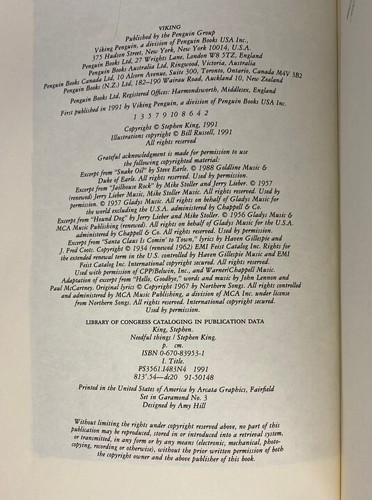 VIKING
Published by the Penguin Group
Viking Penguin, a division of Penguin Books USA Inc.,
375 Hudson Street, New York, New York 10014, U.S.A.
Penguin Books Ltd, 27 Wrights Lane, London W8 5TZ, England
Penguin Books Australia Ltd, Ringwood, Victoria, Australia
Penguin Books Canada Ltd, 10 Alcorn Avenue, Suite 300, Toronto, Ontario, Canada M4V 3B2
Penguin Books (N.Z.) Ltd, 182–190 Wairau Road, Auckland 10, New Zealand
Penguin Books Ltd, Registered Offices: Harmondsworth, Middlesex, England
First published in 1991 by Viking Penguin, a division of Penguin Books USA Inc.
1 3 5 7 9 10 8 6 4 2
Copyright © Stephen King, 1991
Illustrations copyright © Bill Russell, 1991
All rights reserved
Grateful acknowledgment is made for permission to use
the following copyrighted material:
Excerpt from "Snake Oil" by Steve Earle. © 1988 Goldline Music &
Duke of Earle. All rights reserved. Used by permission.
Excerpt from "Jailhouse Rock" by Mike Stoller and Jerry Lieber. © 1957
(renewed) Jerry Lieber Music, Mike Stoller Music. All rights reserved. Used by
permission. © 1957 Gladys Music. All rights on behalf of Gladys Music for
the world excluding the U.S.A. administered by Chappell & Co.
Excerpt from "Hound Dog" by Jerry Lieber and Mike Stoller. © 1956 Gladys Music &
MCA Music Publishing (renewed). All rights on behalf of Gladys Music for the U.S.A.
administered by Chappell & Co. All rights reserved. Used by permission.
Excerpt from "Santa Claus Is Comin' to Town," lyrics by Haven Gillespie and
J. Fred Coots. Copyright © 1934 (renewed 1962) EMI Feist Catalog Inc. Rights for
the extended renewal term in the U.S. controlled by Haven Gillespie Music and EMI
Feist Catalog Inc. International copyright secured. All rights reserved.
Used with permission of CPP/Belwin, Inc., and Warner/Chappell Music.
Adaptation of excerpt from "Hello, Goodbye," words and music by John Lennon and
Paul McCartney. Original lyrics © Copyright 1967 by Northern Songs. All rights controlled
and administered by MCA Music Publishing, a division of MCA Inc. under license
from Northern Songs. All rights reserved. International copyright secured.
Used by permission.
LIBRARY OF CONGRESS CATALOGING IN PUBLICATION DATA
King, Stephen.
Needful things / Stephen King.
p. cm.
ISBN 0-670-83953-1
I. Title.
PS3561.I483N4 1991
813'.54—dc20 91-50148
Printed in the United States of America by Arcata Graphics, Fairfield
Set in Garamond No. 3
Designed by Amy Hill
Without limiting the rights under copyright reserved above, no part of this
publication may be reproduced, stored in or introduced into a retrieval system,
or transmitted, in any form or by any means (electronic, mechanical, photo-
copying, recording or otherwise), without the prior written permission of both
the copyright owner and the above publisher of this book.